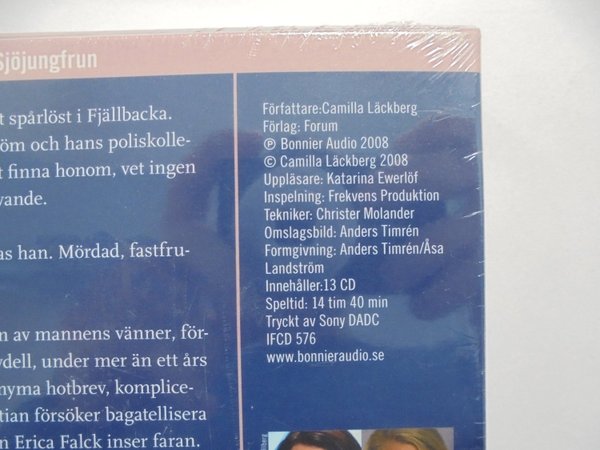 Sjöjungfrun
t spårlöst i Fjällbacka.
öm och hans poliskolle-
t finna honom, vet ingen
vande.
as han. Mördad, fastfru-
n av mannens vänner, för-
ydell, under mer än ett års
nyma hotbrev, komplice-
tian försöker bagatellisera
n Erica Falck inser faran.
Författare:Camilla Läckberg
Förlag: Forum
℗ Bonnier Audio 2008
© Camilla Läckberg 2008
Uppläsare: Katarina Ewerlöf
Inspelning: Frekvens Produktion
Tekniker: Christer Molander
Omslagsbild: Anders Timrén
Formgivning: Anders Timrén/Åsa
Landström
Innehåller:13 CD
Speltid: 14 tim 40 min
Tryckt av Sony DADC
IFCD 576
www.bonnieraudio.se